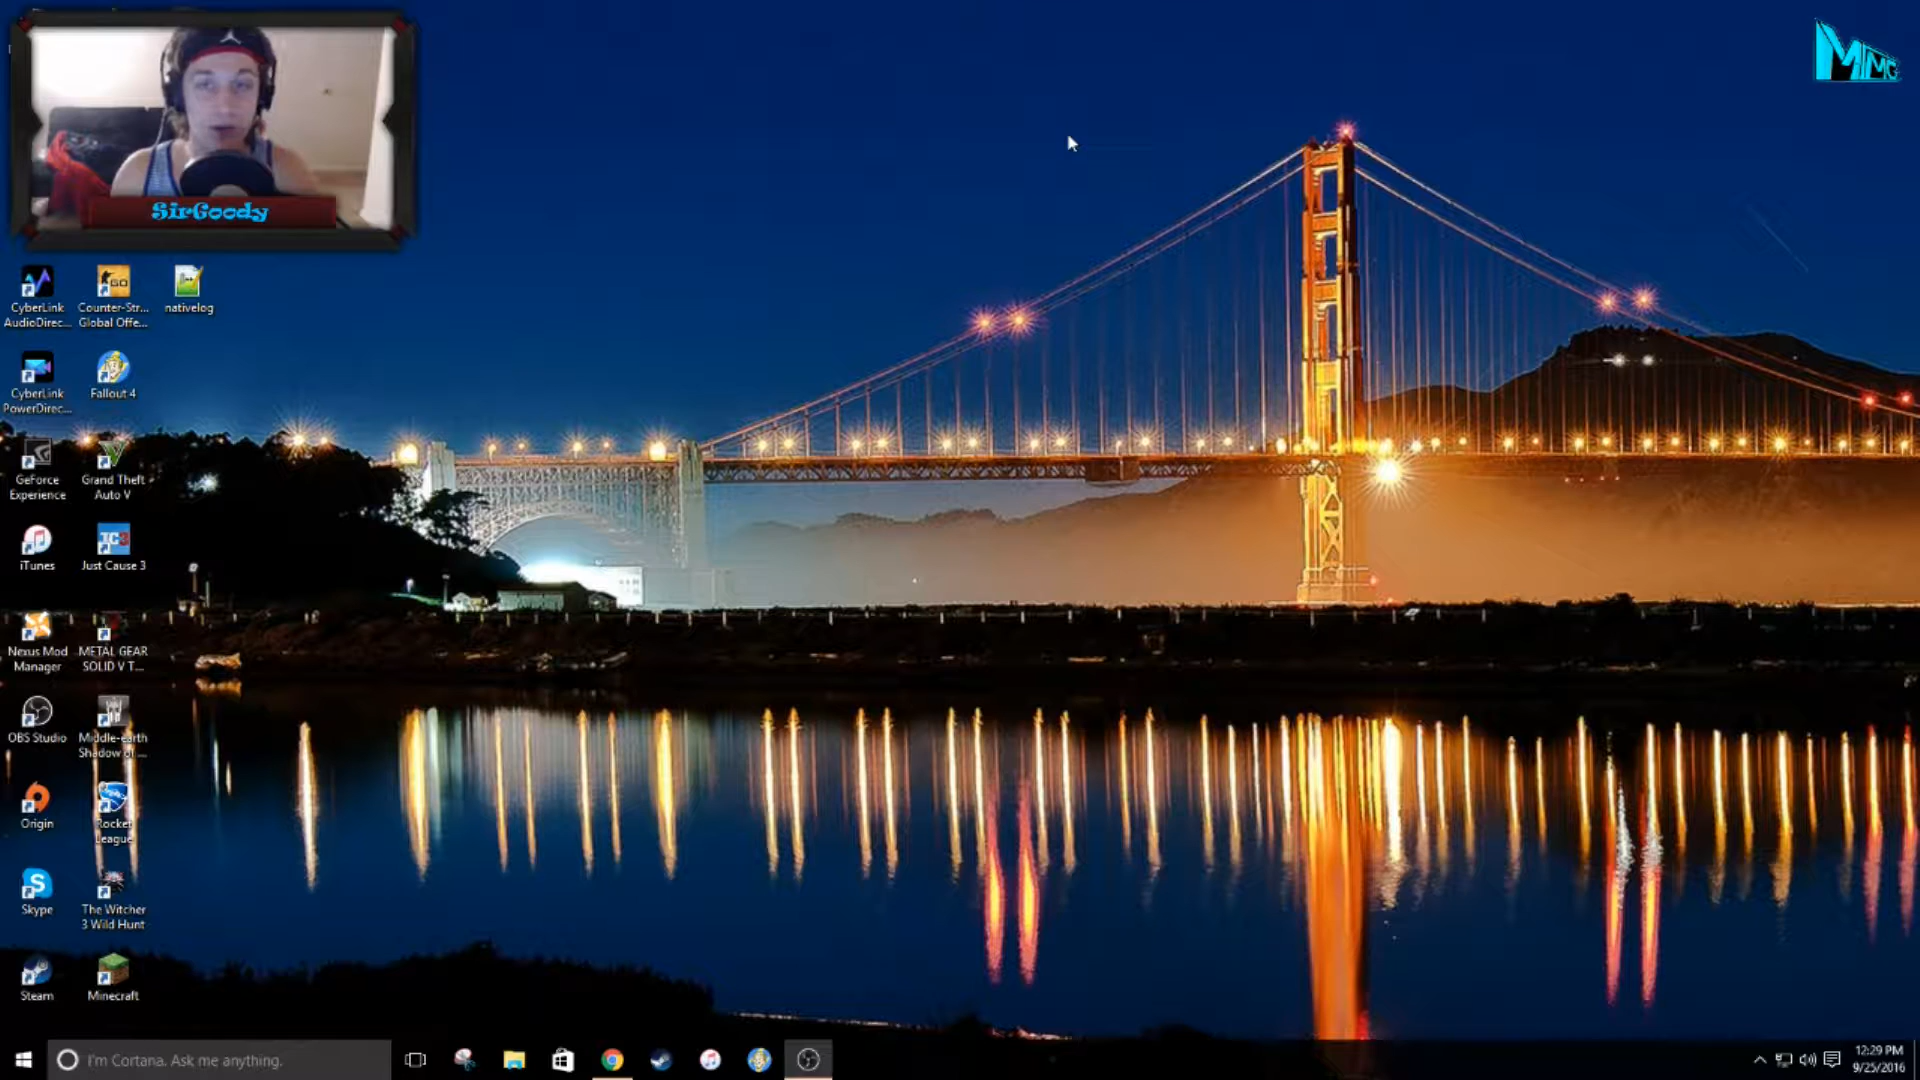 SirGoody
MMG
CyberLink
AudioDirec...
Counter-Str...
Global Offe...
nativelog
CyberLink
PowerDirec...
Fallout 4
GeForce
Experience
Grand Theft
Auto V
iTunes
Just Cause 3
Nexus Mod
Manager
METAL GEAR
SOLID V T...
OBS Studio
Middle-earth
Shadow of ...
Origin
Rocket
League
Skype
The Witcher
3 Wild Hunt
Steam
Minecraft
I'm Cortana. Ask me anything.
12:29 PM
9/25/2016